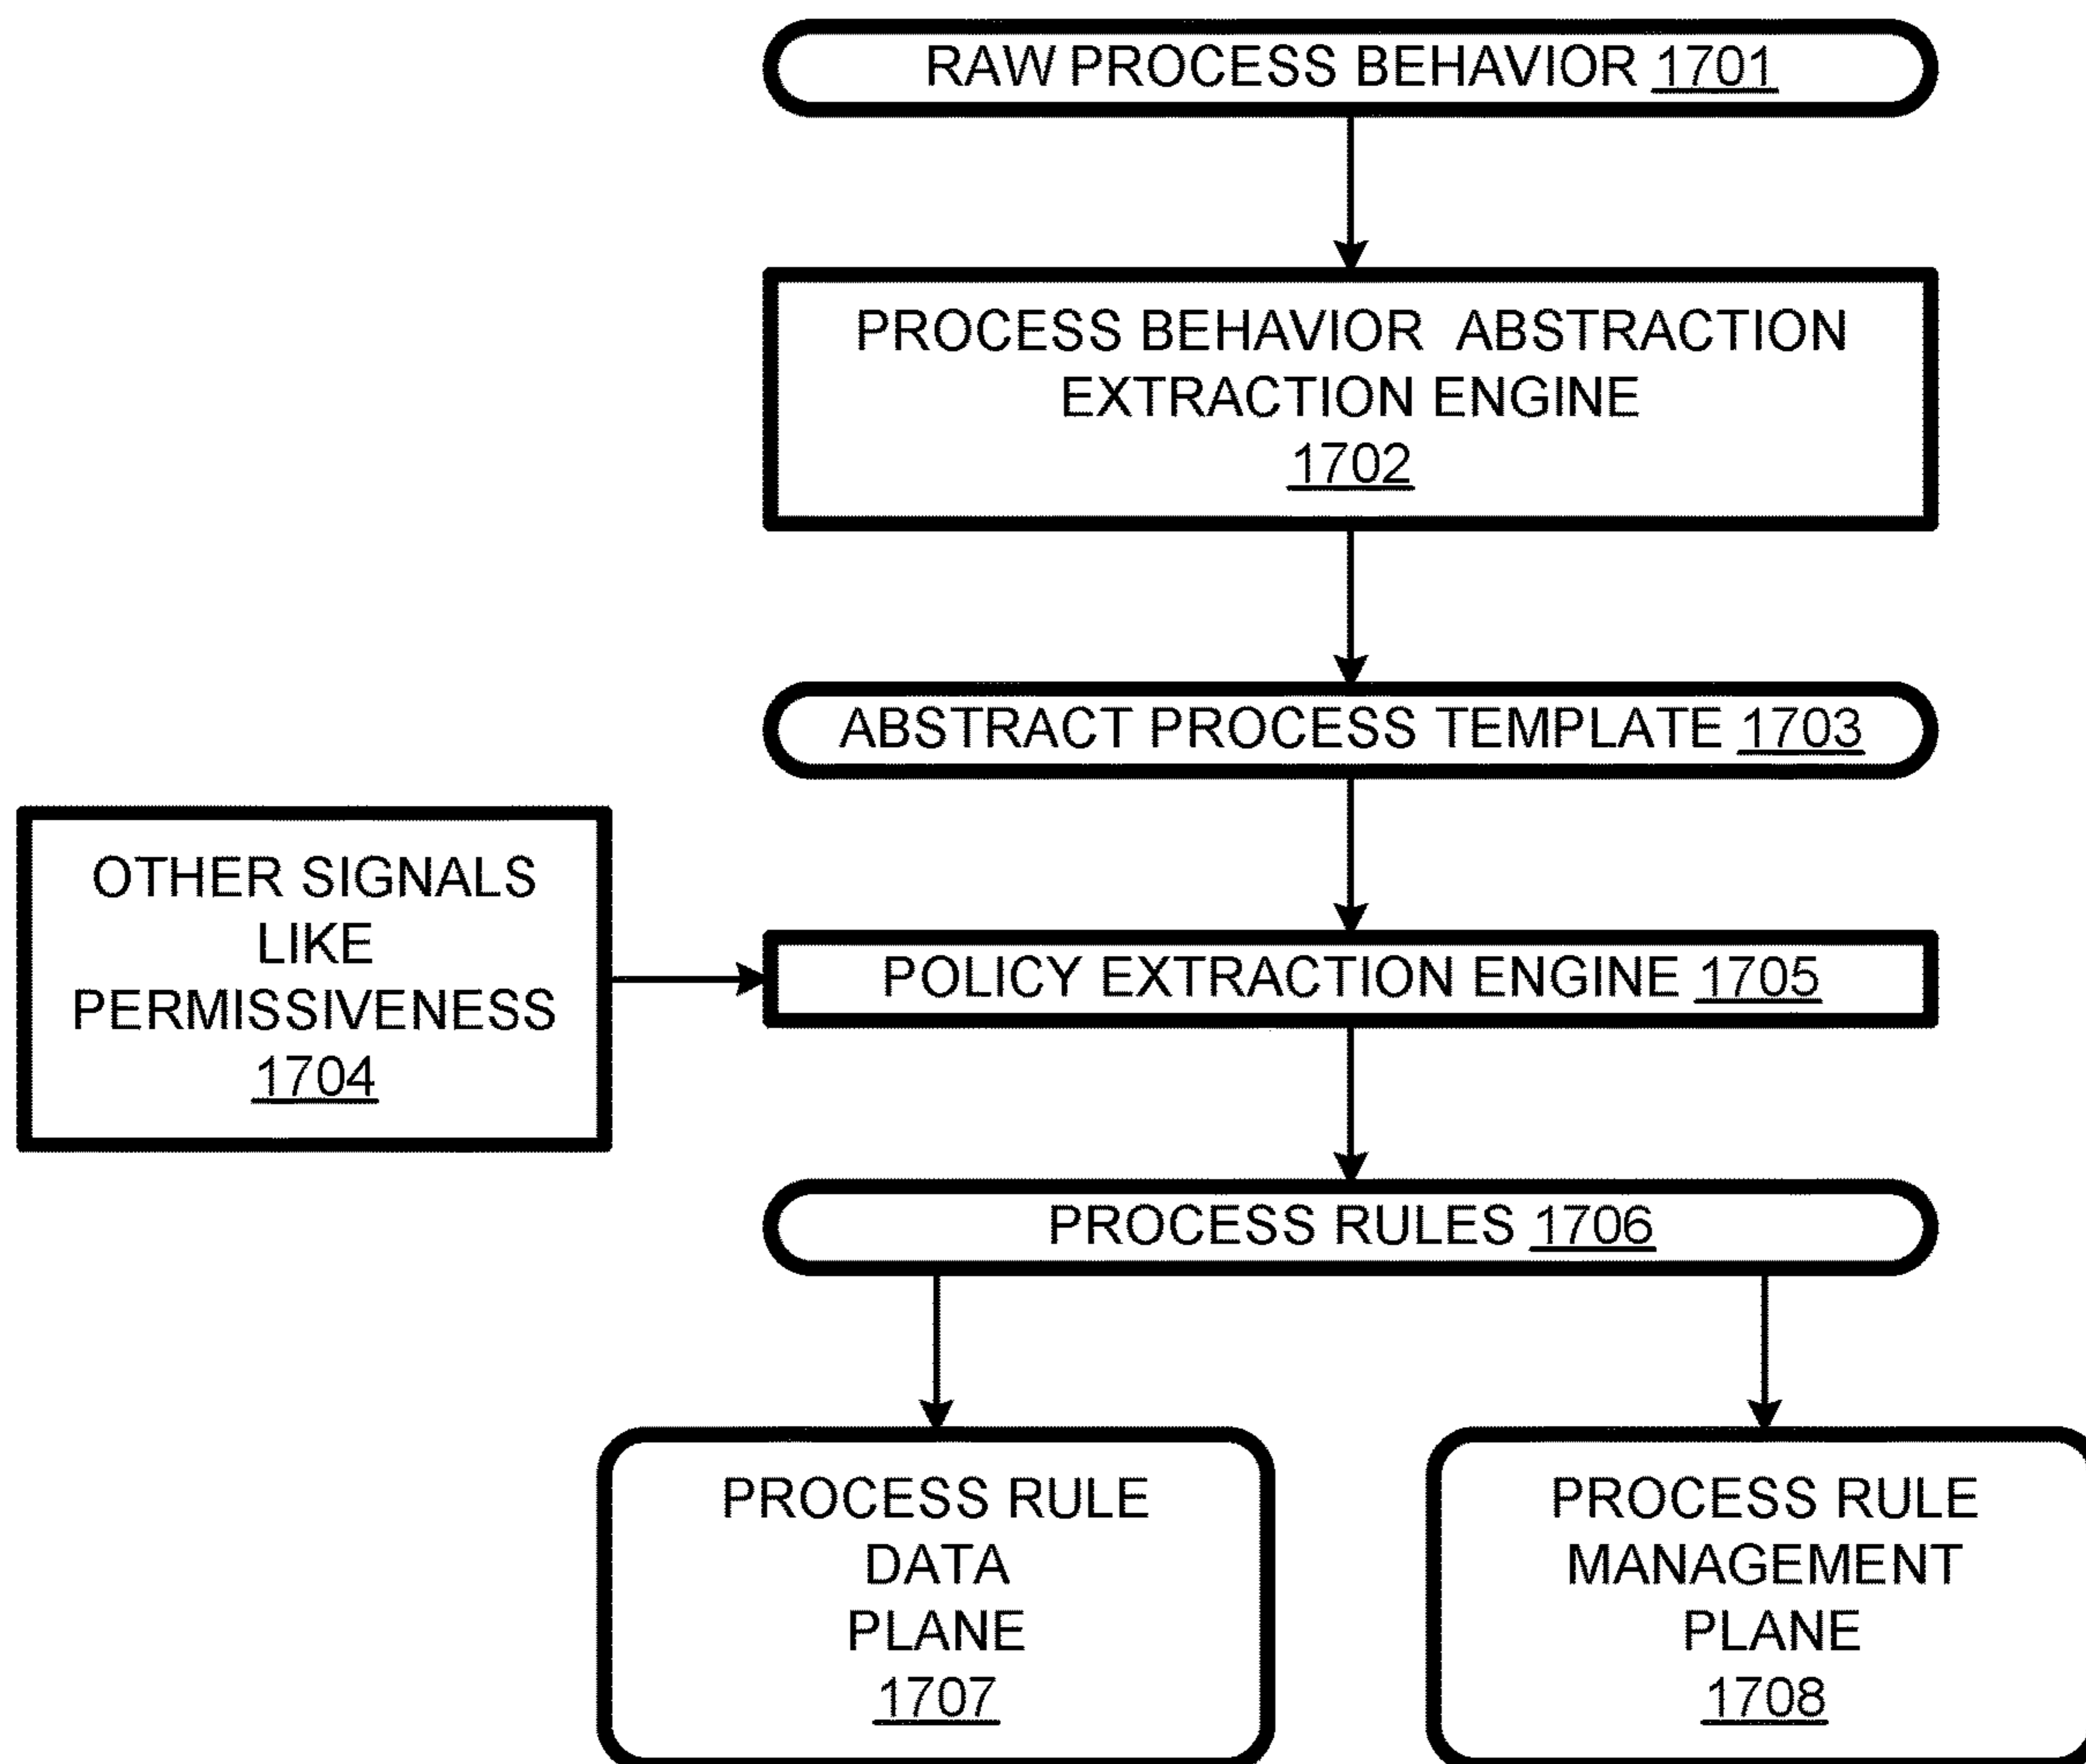 RAW PROCESS BEHAVIOR 1701
PROCESS BEHAVIOR ABSTRACTION
EXTRACTION ENGINE
1702
ABSTRACT PROCESS TEMPLATE 1703
OTHER SIGNALS
LIKE
PERMISSIVENESS
1704
POLICY EXTRACTION ENGINE 1705
PROCESS RULES 1706
PROCESS RULE
DATA
PLANE
1707
PROCESS RULE
MANAGEMENT
PLANE
1708